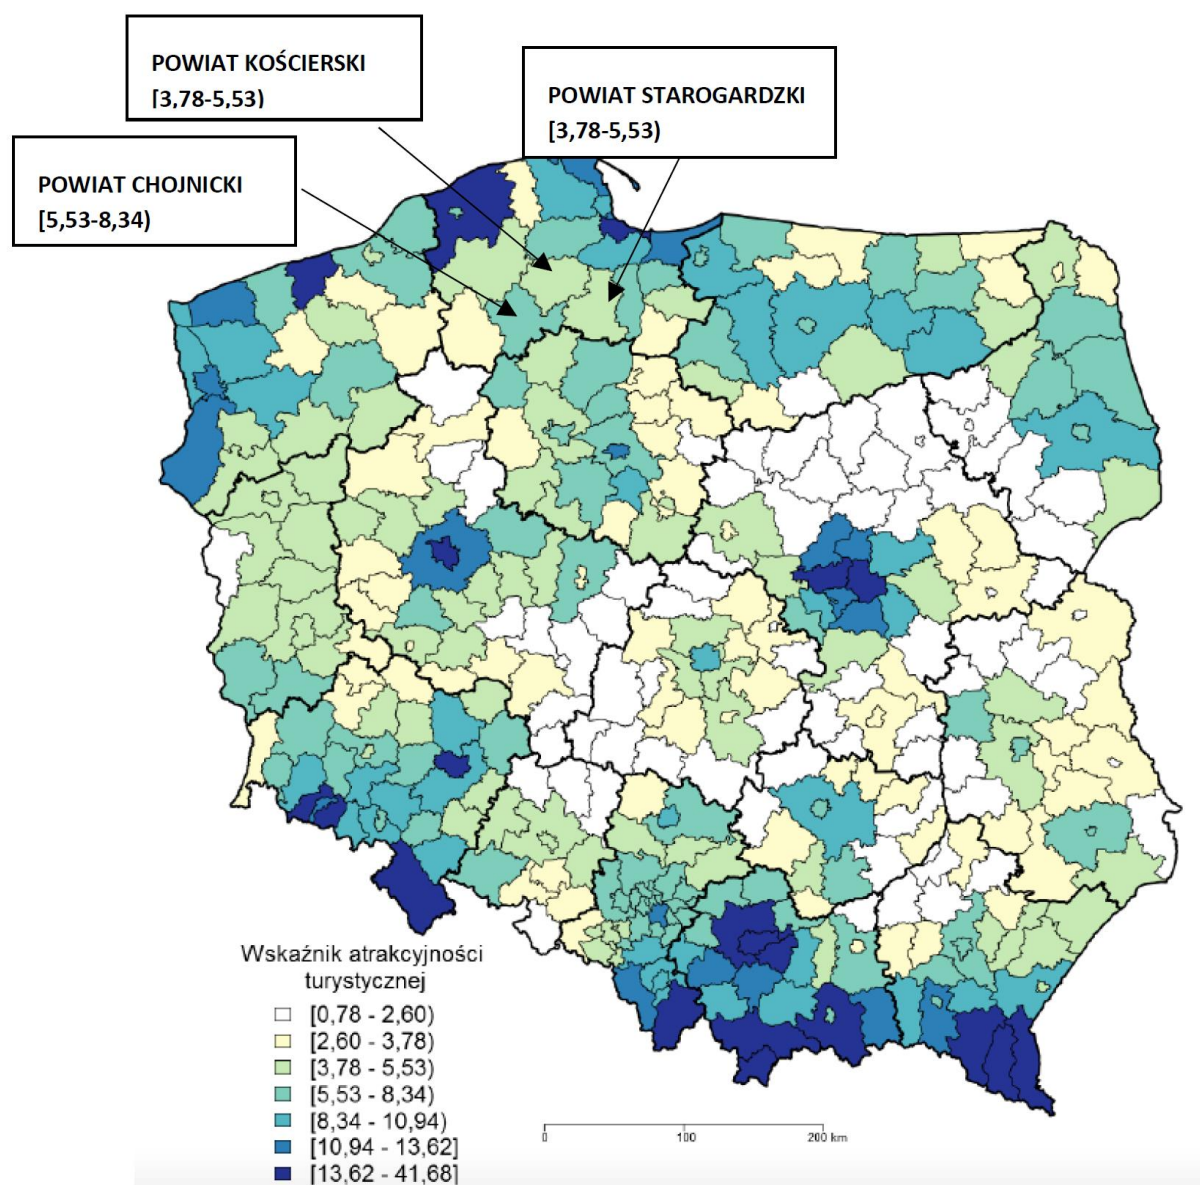 POWIAT KOŚCIERSKI
[3,78-5,53)
POWIAT STAROGARDZKI
[3,78-5,53)
POWIAT CHOJNICKI
[5,53-8,34)
Wskaźnik atrakcyjności
turystycznej
[0,78 - 2,60)
[2,60 - 3,78)
[3,78 - 5,53)
[5,53 - 8,34)
[8,34 - 10,94)
[10,94 - 13,62]
[13,62 - 41,68]
0 100 200 km